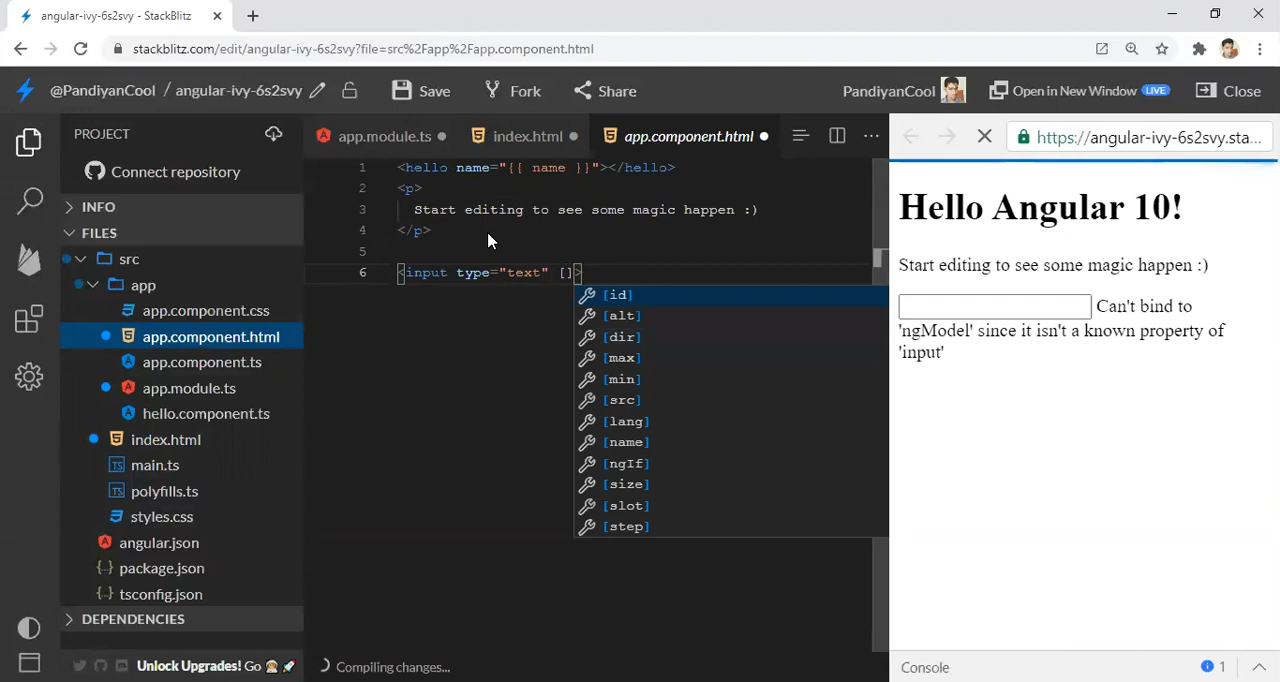 angular-ivy-6s2svy - StackBlitz
stackblitz.com/edit/angular-ivy-6s2svy?file=src%2Fapp%2Fapp.component.html
@PandiyanCool / angular-ivy-6s2svy
Save
Fork
Share
PandiyanCool
Open in New Window LIVE
Close
PROJECT
Connect repository
INFO
FILES
src
app
app.component.css
app.component.html
app.component.ts
app.module.ts
hello.component.ts
index.html
main.ts
polyfills.ts
styles.css
angular.json
package.json
tsconfig.json
DEPENDENCIES
Unlock Upgrades! Go
app.module.ts
index.html
app.component.html
1 <hello name="{{ name }}"></hello>
2 <p>
3 Start editing to see some magic happen :)
4 </p>
5
6 <input type="text" []>
[id]
[alt]
[dir]
[max]
[min]
[src]
[lang]
[name]
[ngIf]
[size]
[slot]
[step]
Compiling changes...
https://angular-ivy-6s2svy.sta...
Hello Angular 10!
Start editing to see some magic happen :)
Can't bind to
'ngModel' since it isn't a known property of
'input'
Console
1